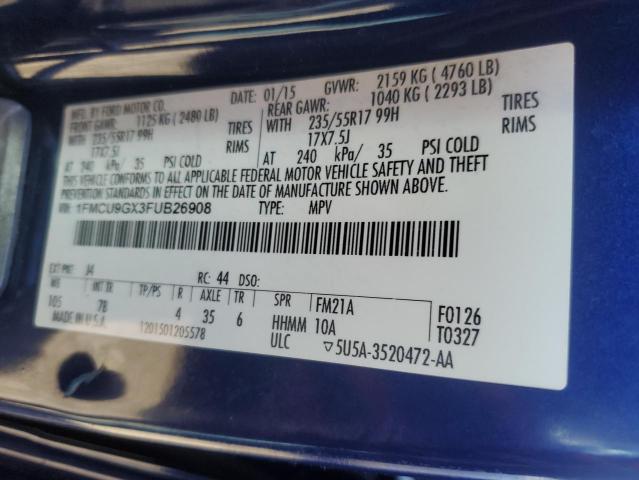 MFD. BY FORD MOTOR CO.
DATE: 01/15 GVWR: 2159 KG ( 4760 LB)
FRONT GAWR: 1125 KG ( 2480 LB) REAR GAWR: 1040 KG ( 2293 LB)
WITH 235/55R17 99H TIRES WITH 235/55R17 99H TIRES
17X7.5J RIMS 17X7.5J RIMS
AT 240 kPa/ 35 PSI COLD AT 240 kPa/ 35 PSI COLD
THIS VEHICLE CONFORMS TO ALL APPLICABLE FEDERAL MOTOR VEHICLE SAFETY AND THEFT
PREVENTION STANDARDS IN EFFECT ON THE DATE OF MANUFACTURE SHOWN ABOVE.
VIN: 1FMCU9GX3FUB26908 TYPE: MPV
EXT PNT: J4 RC: 44 DSO:
WB INT TR TP/PS R AXLE TR SPR FM21A F0126
105 7B 4 35 6 HHMM 10A T0327
MADE IN U.S.A. 1201501205578 ULC ▽5U5A-3520472-AA